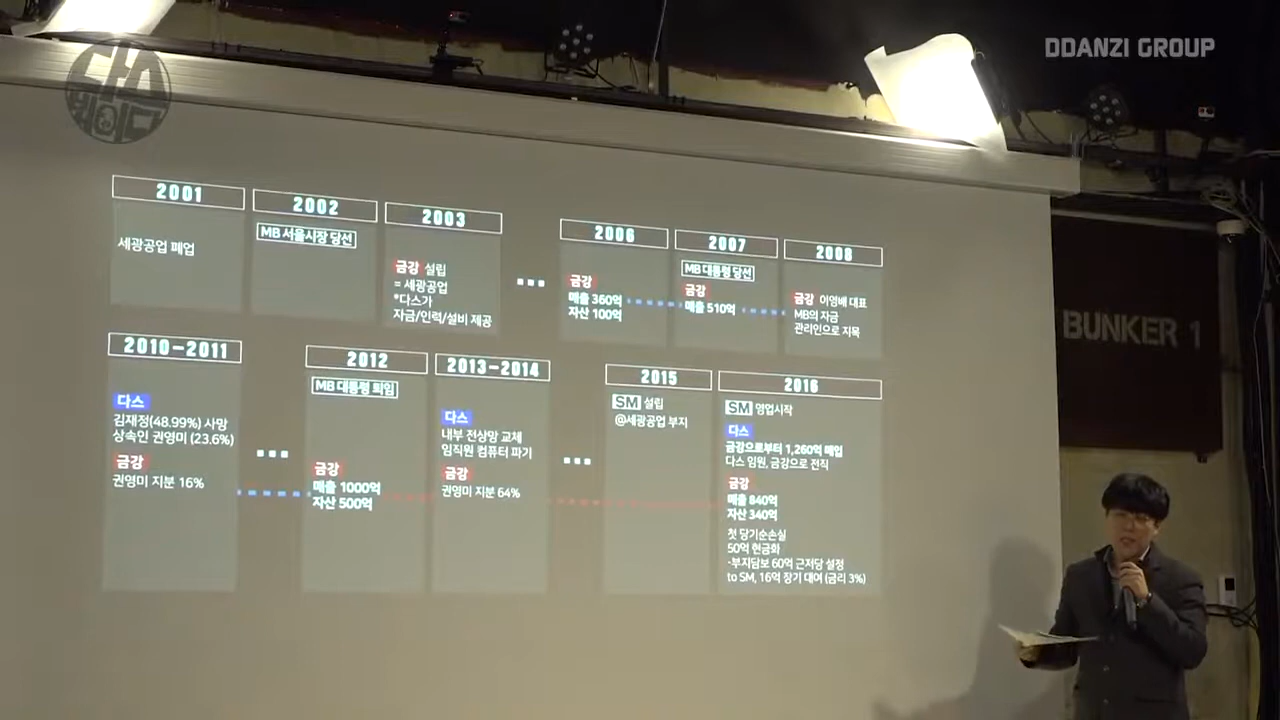 다스
뵈이다
DDANZI GROUP
2001
세광공업 폐업
2002
MB 서울시장 당선
2003
금강 설립
= 세광공업
*다스가
자금/인력/설비 제공
...
2006
금강
매출 360억
자산 100억
2007
MB 대통령 당선
금강
매출 510억
2008
금강 이영배 대표
MB의 자금
관리인으로 지목
BUNKER 1
2010-2011
다스
김재정(48.99%) 사망
상속인 권영미 (23.6%)
금강
권영미 지분 16%
...
2012
MB 대통령 퇴임
금강
매출 1000억
자산 500억
2013-2014
다스
내부 전상망 교체
임직원 컴퓨터 파기
금강
권영미 지분 64%
...
2015
SM 설립
@세광공업 부지
2016
SM 영업시작
다스
금강으로부터 1,260억 매입
다스 임원, 금강으로 전직
금강
매출 840억
자산 340억
첫 당기순손실
50억 현금화
-부지담보 60억 근저당 설정
to SM, 16억 장기 대여 (금리 3%)